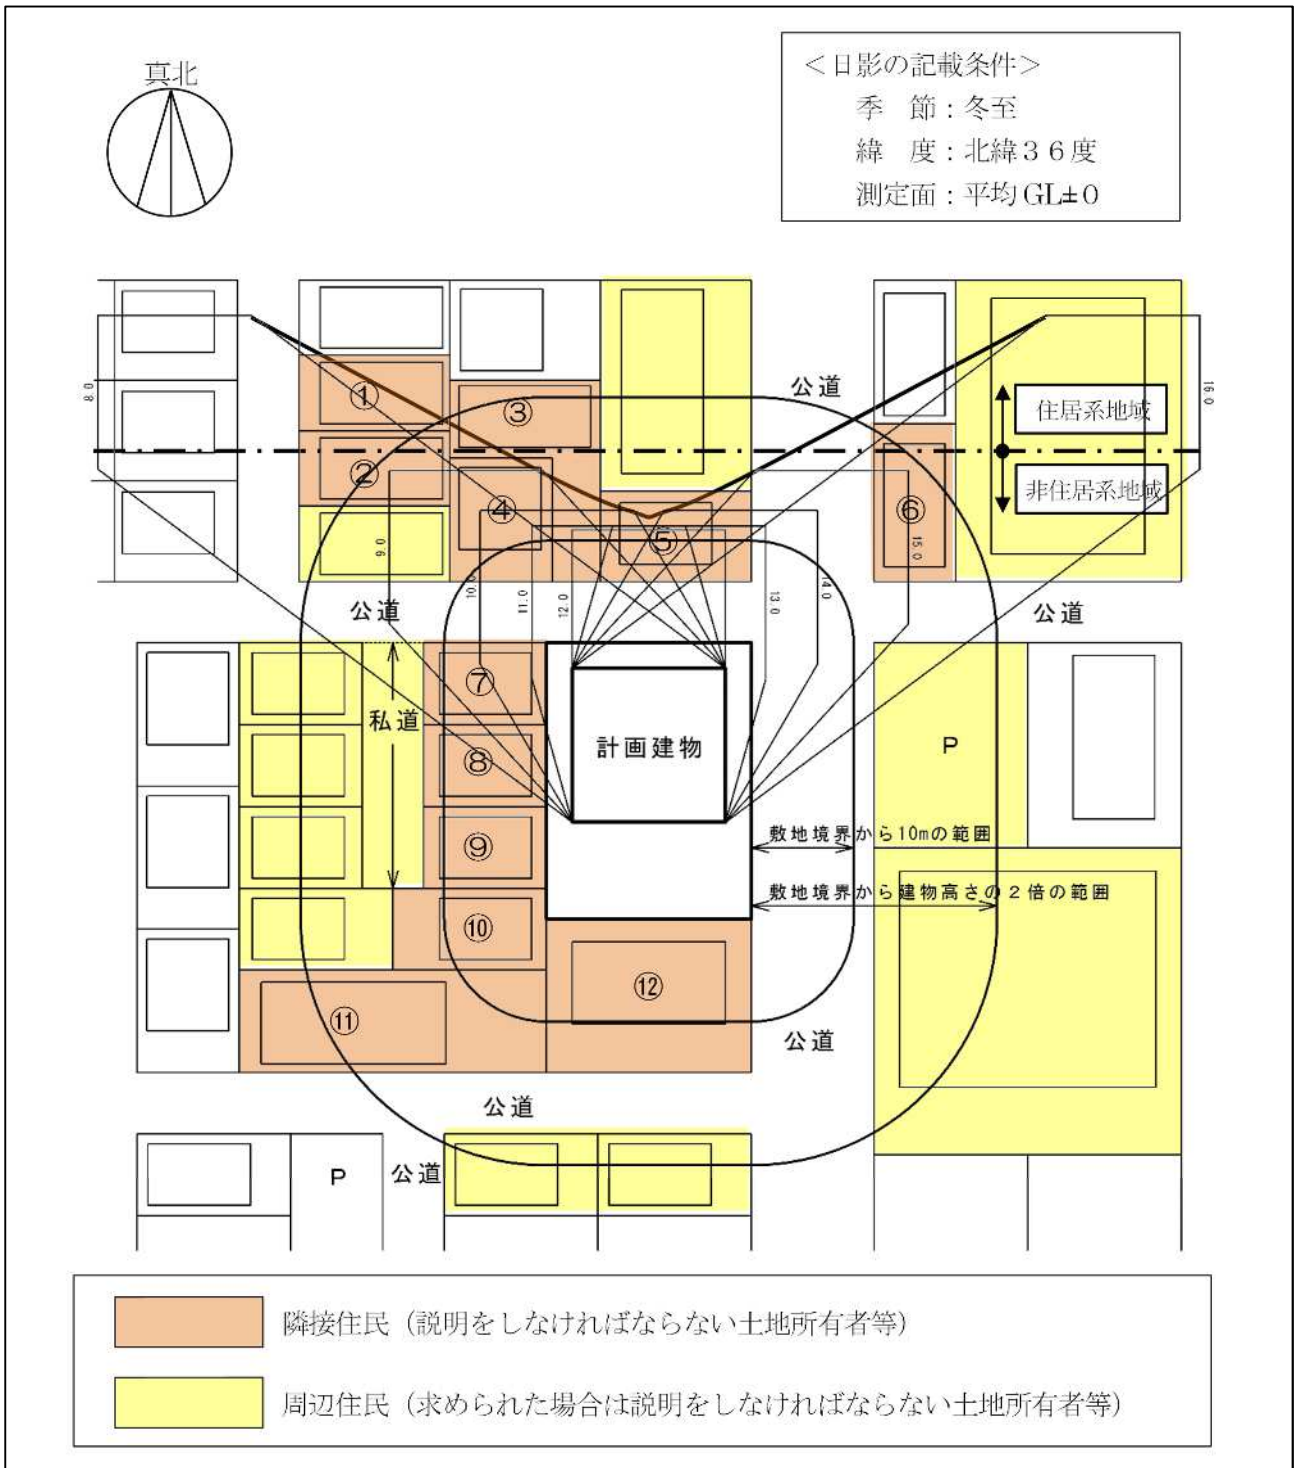 真北
＜日影の記載条件＞
季　節：冬至
緯　度：北緯３６度
測定面：平均GL±0
公道
8.0
16.0
①
③
住居系地域
②
④
⑤
⑥
非住居系地域
9.0
10.0
11.0
12.0
13.0
14.0
15.0
公道
公道
⑦
私道
⑧
計画建物
P
⑨
敷地境界から10mの範囲
敷地境界から建物高さの２倍の範囲
⑩
⑫
⑪
公道
公道
P
公道
隣接住民（説明をしなければならない土地所有者等）
周辺住民（求められた場合は説明をしなければならない土地所有者等）